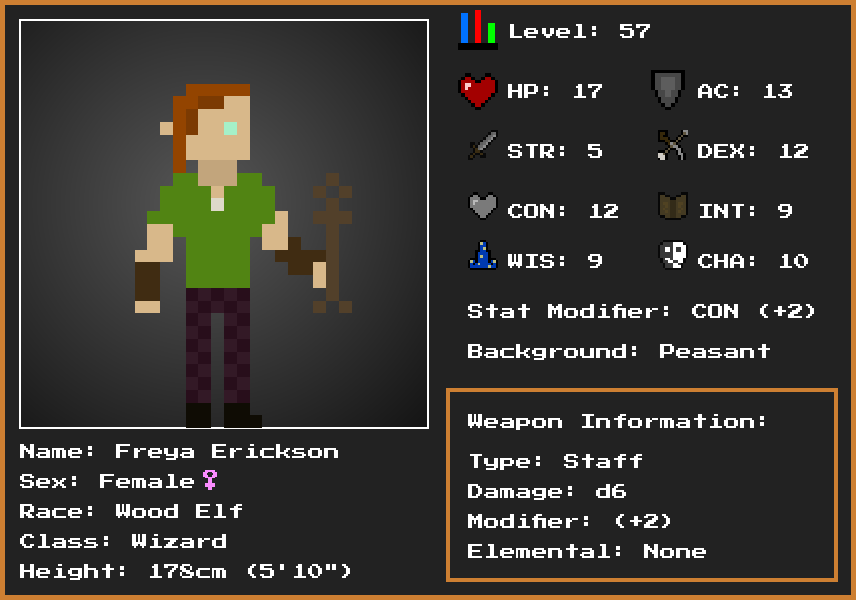 Level: 57
HP: 17 AC: 13
STR: 5 DEX: 12
CON: 12 INT: 9
WIS: 9 CHA: 10
Stat Modifier: CON (+2)
Background: Peasant
Weapon Information:
Type: Staff
Damage: d6
Modifier: (+2)
Elemental: None
Name: Freya Erickson
Sex: Female♀
Race: Wood Elf
Class: Wizard
Height: 178cm (5'10")